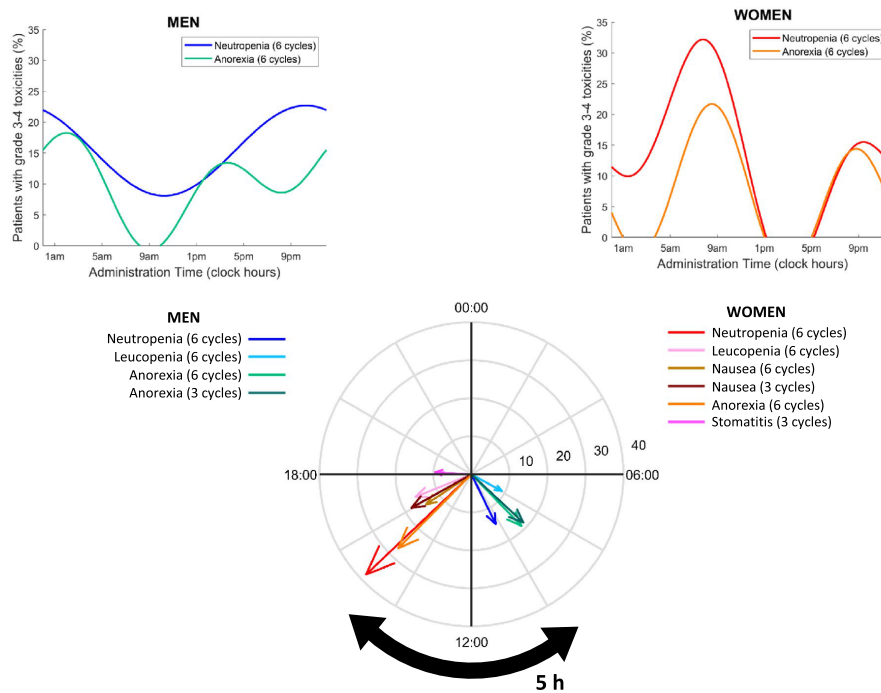 MEN
Patients with grade 3-4 toxicities (%)
35
30
25
20
15
10
5
0
Neutropenia (6 cycles)
Anorexia (6 cycles)
1am 5am 9am 1pm 5pm 9pm
Administration Time (clock hours)
WOMEN
Patients with grade 3-4 toxicities (%)
35
30
25
20
15
10
5
0
Neutropenia (6 cycles)
Anorexia (6 cycles)
1am 5am 9am 1pm 5pm 9pm
Administration Time (clock hours)
MEN
Neutropenia (6 cycles)
Leucopenia (6 cycles)
Anorexia (6 cycles)
Anorexia (3 cycles)
WOMEN
Neutropenia (6 cycles)
Leucopenia (6 cycles)
Nausea (6 cycles)
Nausea (3 cycles)
Anorexia (6 cycles)
Stomatitis (3 cycles)
00:00
10 20 30 40
18:00
06:00
12:00
5 h